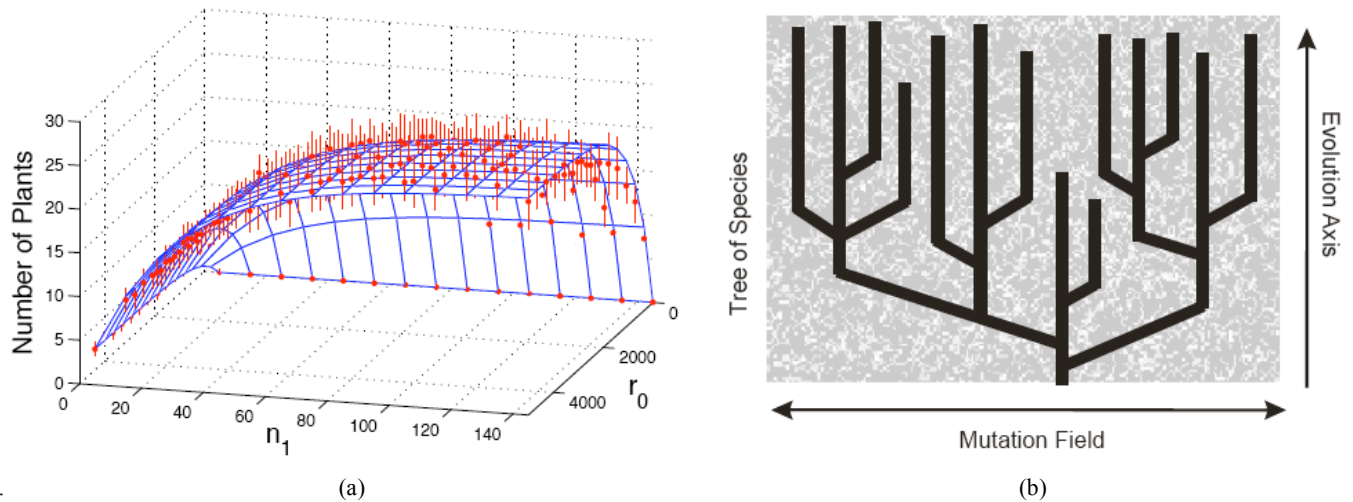 30
25
20
15
10
5
0
Number of Plants
0
20
40
60
80
100
120
140
n1
0
2000
4000
r0
(a)
Tree of Species
Evolution Axis
Mutation Field
(b)